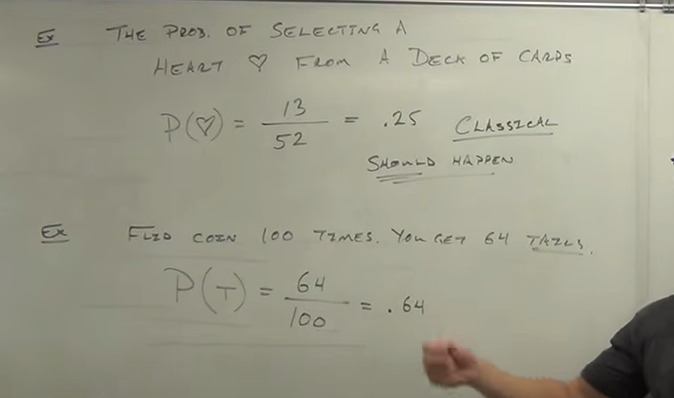 Ex THE PROB. OF SELECTING A
HEART ♡ FROM A DECK OF CARDS
P(♡) = 13/52 = .25 CLASSICAL
SHOULD HAPPEN
Ex FLIP COIN 100 TIMES. YOU GET 64 TAILS.
P(T) = 64/100 = .64